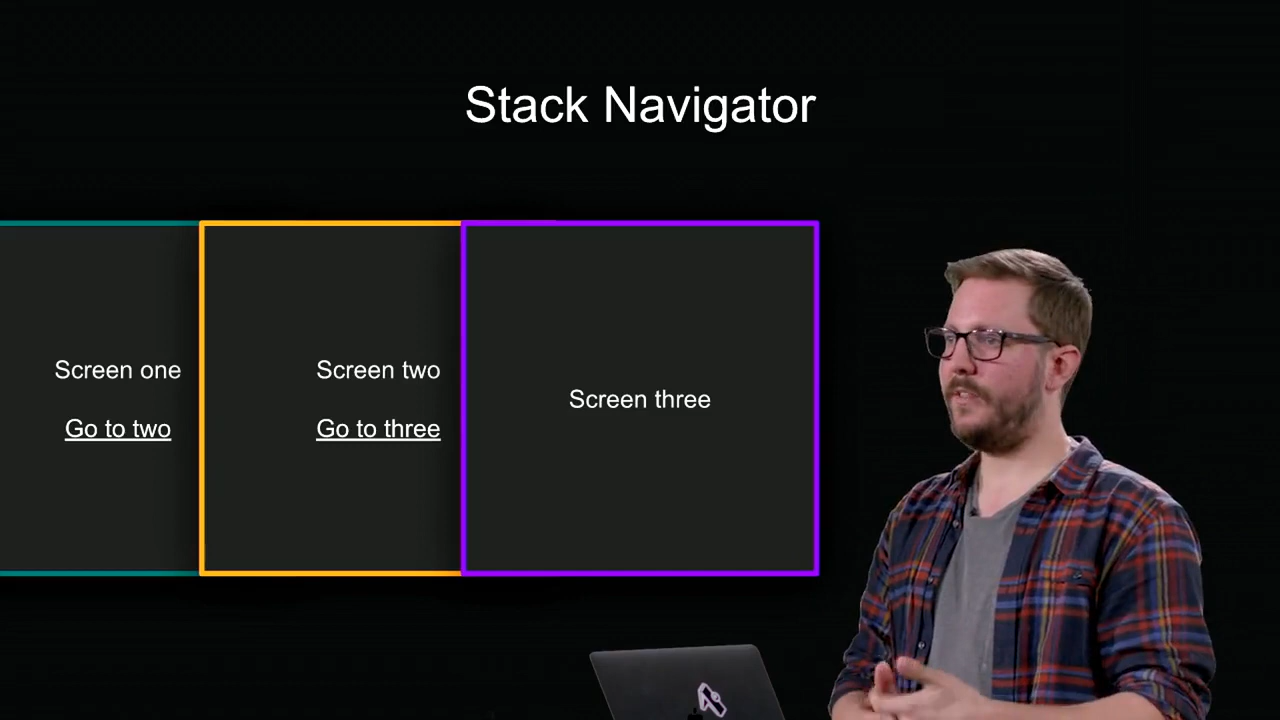 Stack Navigator
Screen one
Go to two
Screen two
Go to three
Screen three